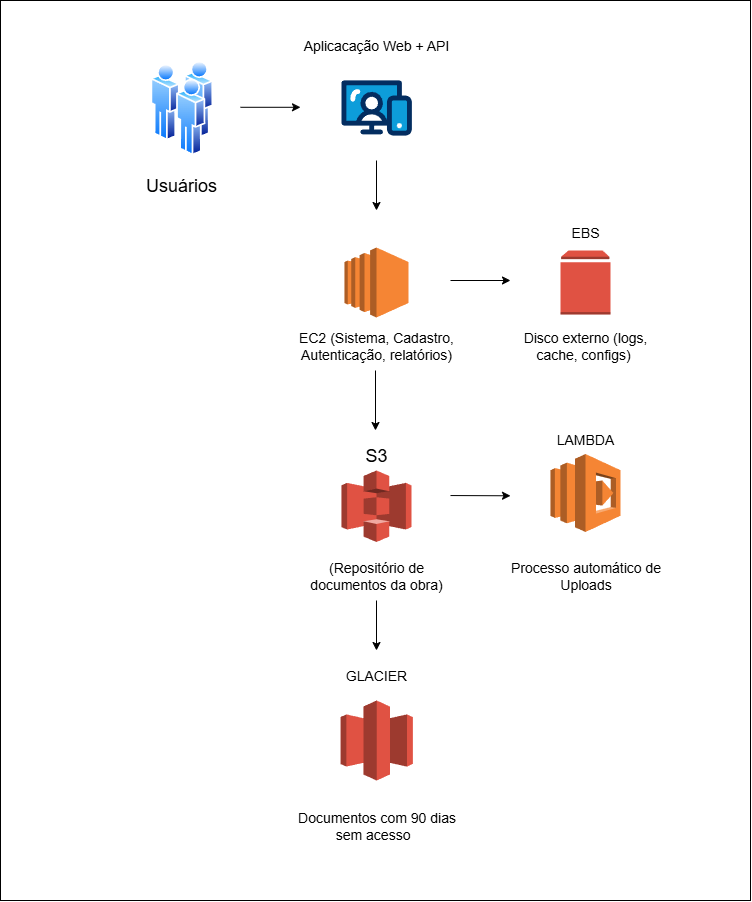 Aplicacação Web + API
Usuários
EBS
EC2 (Sistema, Cadastro,
Autenticação, relatórios)
Disco externo (logs,
cache, configs)
S3
LAMBDA
(Repositório de
documentos da obra)
Processo automático de
Uploads
GLACIER
Documentos com 90 dias
sem acesso